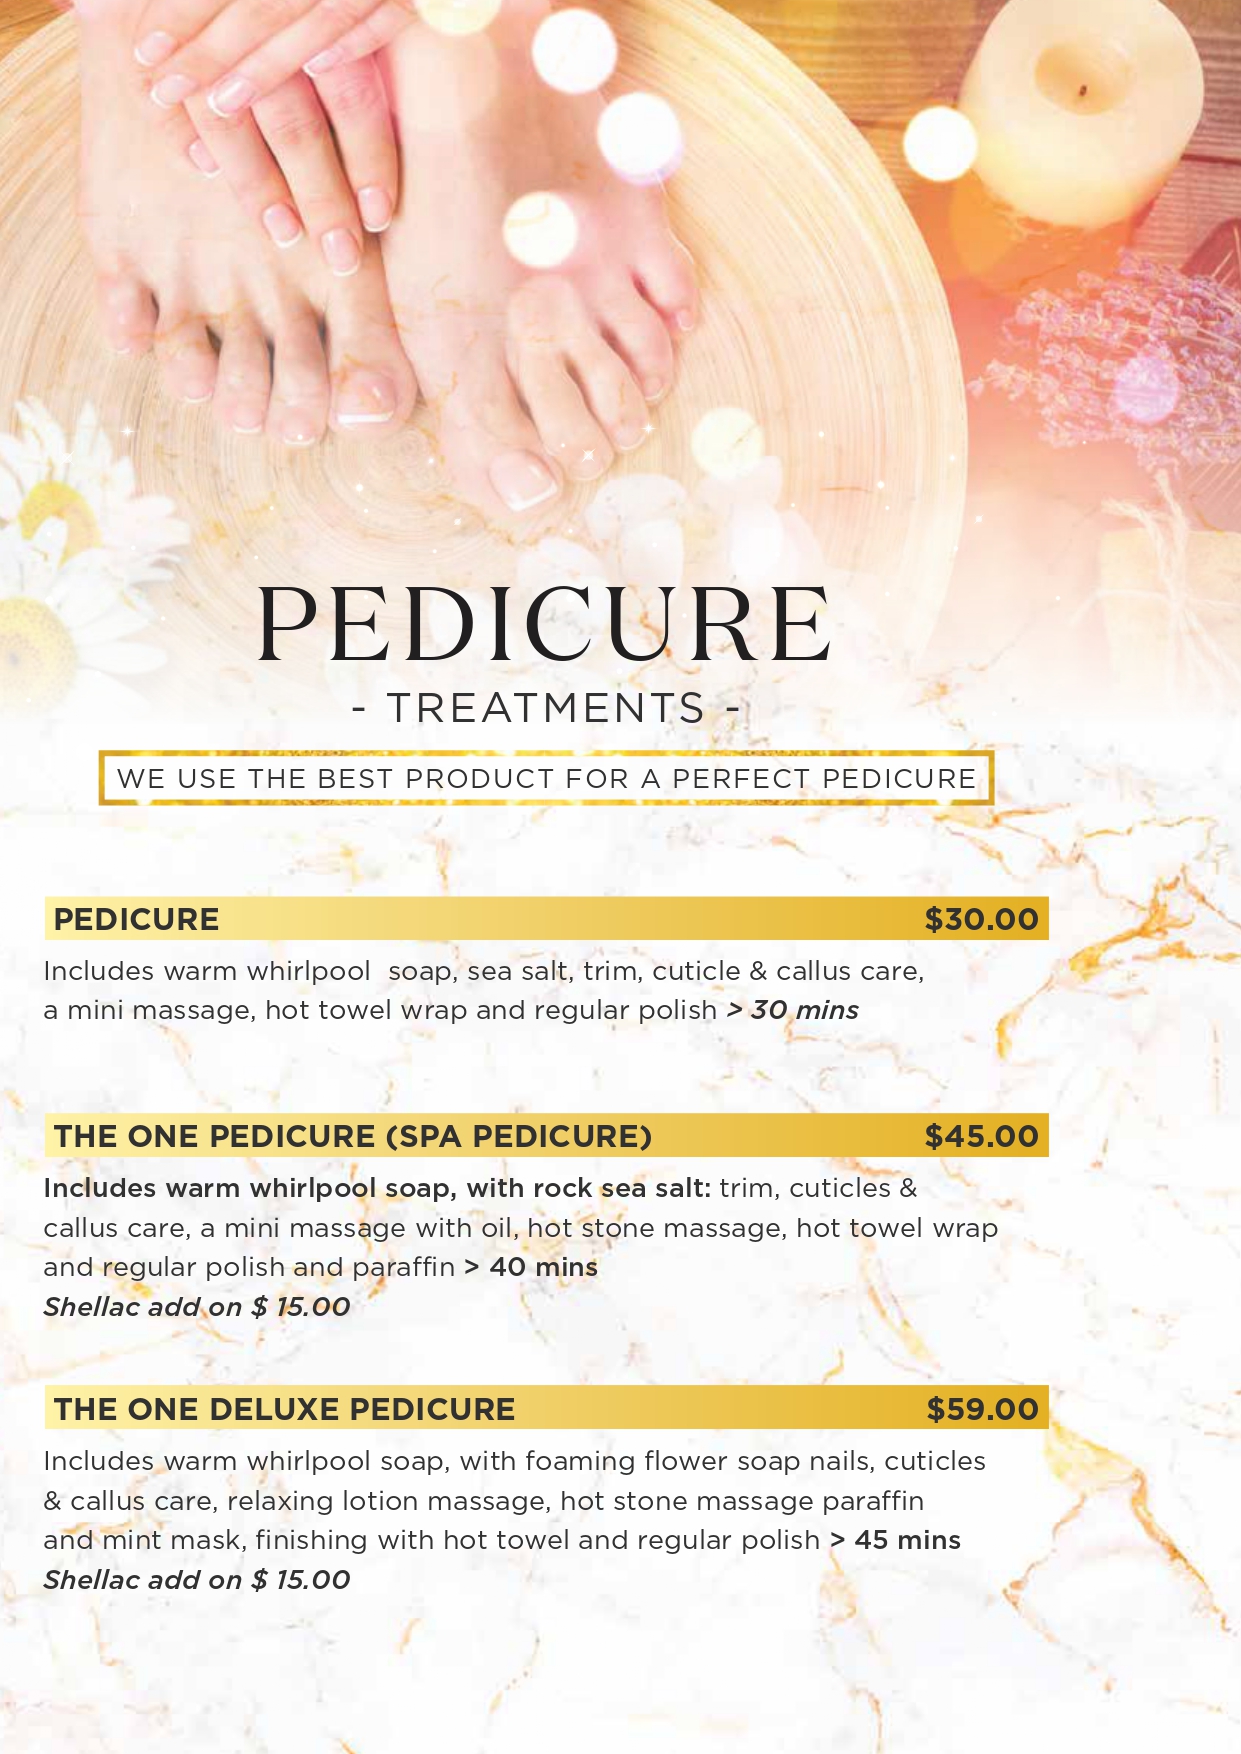 PEDICURE
- TREATMENTS -
WE USE THE BEST PRODUCT FOR A PERFECT PEDICURE
PEDICURE $30.00
Includes warm whirlpool  soap, sea salt, trim, cuticle & callus care,
a mini massage, hot towel wrap and regular polish > 30 mins
THE ONE PEDICURE (SPA PEDICURE) $45.00
Includes warm whirlpool soap, with rock sea salt: trim, cuticles &
callus care, a mini massage with oil, hot stone massage, hot towel wrap
and regular polish and paraffin > 40 mins
Shellac add on $ 15.00
THE ONE DELUXE PEDICURE $59.00
Includes warm whirlpool soap, with foaming flower soap nails, cuticles
& callus care, relaxing lotion massage, hot stone massage paraffin
and mint mask, finishing with hot towel and regular polish > 45 mins
Shellac add on $ 15.00